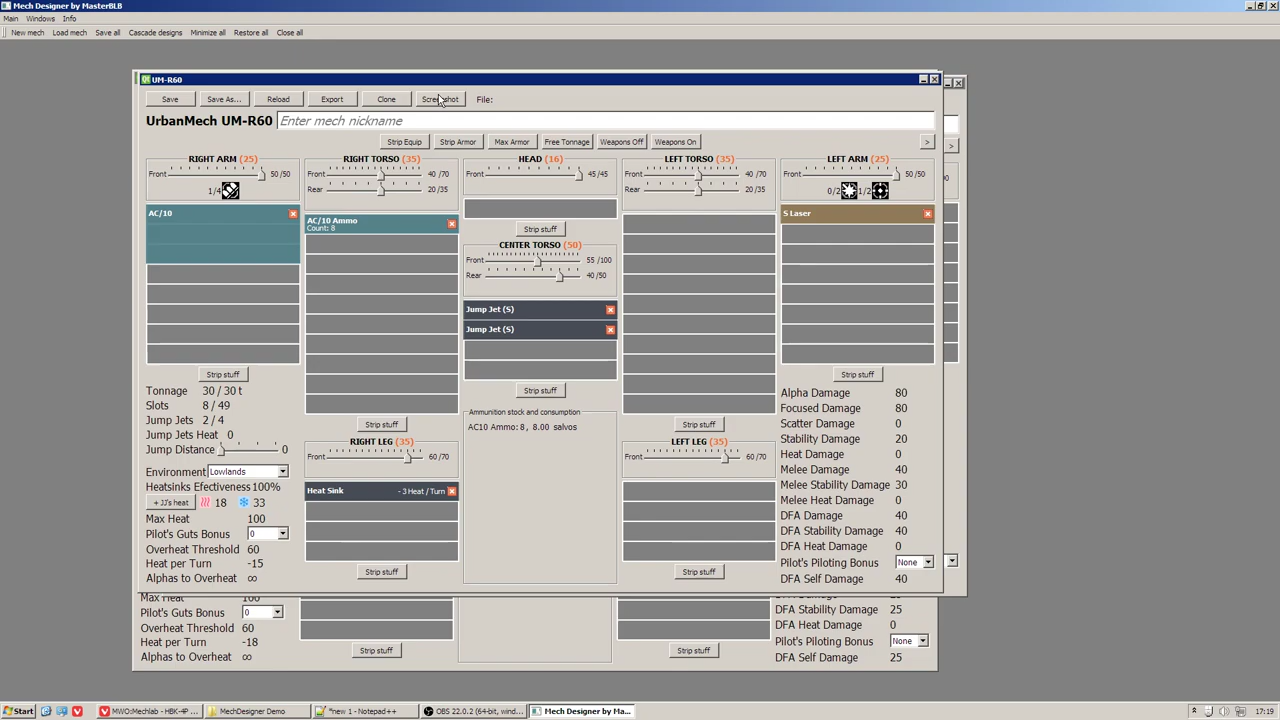 Mech Designer by MasterBLB
Main Windows Info
New mech Load mech Save all Cascade designs Minimize all Restore all Close all
UM-R60
Save Save As... Reload Export Clone Screenshot File:
UrbanMech UM-R60 Enter mech nickname
Strip Equip Strip Armor Max Armor Free Tonnage Weapons Off Weapons On >
>
RIGHT ARM (25)
Front 50/50
1/4
AC/10
Strip stuff
RIGHT TORSO (35)
Front 40/70
Rear 20/35
AC/10 Ammo
Count: 8
Strip stuff
HEAD (16)
Front 45/45
Strip stuff
CENTER TORSO (50)
Front 55/100
Rear 40/50
Jump Jet (S)
Jump Jet (S)
Strip stuff
LEFT TORSO (35)
Front 40/70
Rear 20/35
Strip stuff
LEFT ARM (25)
Front 50/50
0/2 1/2
S Laser
Strip stuff
Tonnage 30 / 30 t
Slots 8 / 49
Jump Jets 2 / 4
Jump Jets Heat 0
Jump Distance 0
Environment Lowlands
Heatsinks Efectiveness 100%
+ JJ's heat 18 33
Max Heat 100
Pilot's Guts Bonus 0
Overheat Threshold 60
Heat per Turn -15
Alphas to Overheat ∞
RIGHT LEG (35)
Front 60/70
Heat Sink - 3 Heat / Turn
Strip stuff
Ammunition stock and consumption
AC10 Ammo: 8, 8.00 salvos
LEFT LEG (35)
Front 60/70
Strip stuff
Alpha Damage 80
Focused Damage 80
Scatter Damage 0
Stability Damage 20
Heat Damage 0
Melee Damage 40
Melee Stability Damage 30
Melee Heat Damage 0
DFA Damage 40
DFA Stability Damage 40
DFA Heat Damage 0
Pilot's Piloting Bonus None
DFA Self Damage 40
Max Heat 100
Pilot's Guts Bonus 0
Overheat Threshold 60
Heat per Turn -18
Alphas to Overheat ∞
Strip stuff
Strip stuff
DFA Stability Damage 25
DFA Heat Damage 0
Pilot's Piloting Bonus None
DFA Self Damage 25
Start MWO:Mechlab - HBK-4P ... MechDesigner Demo *new 1 - Notepad++ OBS 22.0.2 (64-bit, wind... Mech Designer by Ma... 17:19